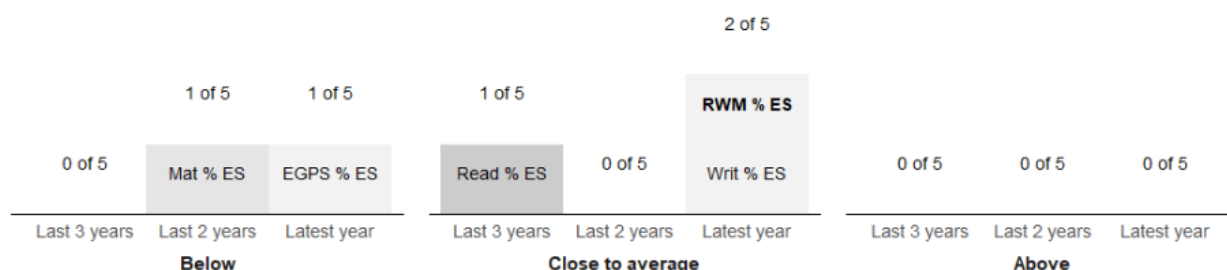 2 of 5
1 of 5 1 of 5 1 of 5 RWM % ES
0 of 5 Mat % ES EGPS % ES Read % ES 0 of 5 Writ % ES 0 of 5 0 of 5 0 of 5
Last 3 years Last 2 years Latest year Last 3 years Last 2 years Latest year Last 3 years Last 2 years Latest year
Below Close to average Above